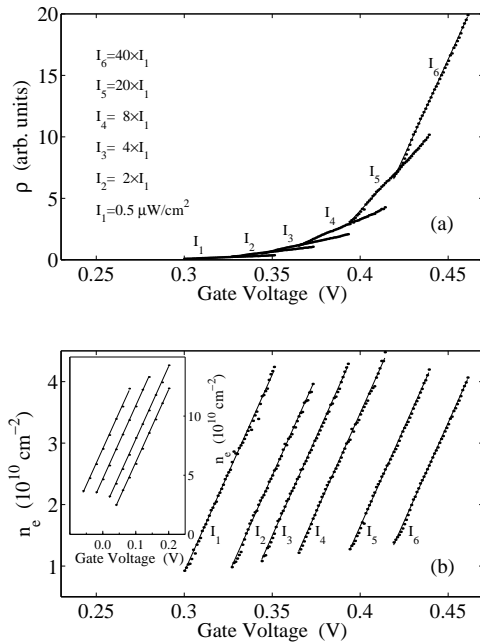 20
15
10
5
0
ρ (arb. units)
I6=40×I1
I5=20×I1
I4= 8×I1
I3= 4×I1
I2= 2×I1
I1=0.5 μW/cm2
I1
I2
I3
I4
I5
I6
(a)
0.25 0.3 0.35 0.4 0.45
Gate Voltage (V)
4
3
2
1
ne (10^10 cm−2)
10
5
0
ne (10^10 cm−2)
0.0 0.1 0.2
Gate Voltage (V)
I1
I2
I3
I4
I5
I6
(b)
0.25 0.3 0.35 0.4 0.45
Gate Voltage (V)